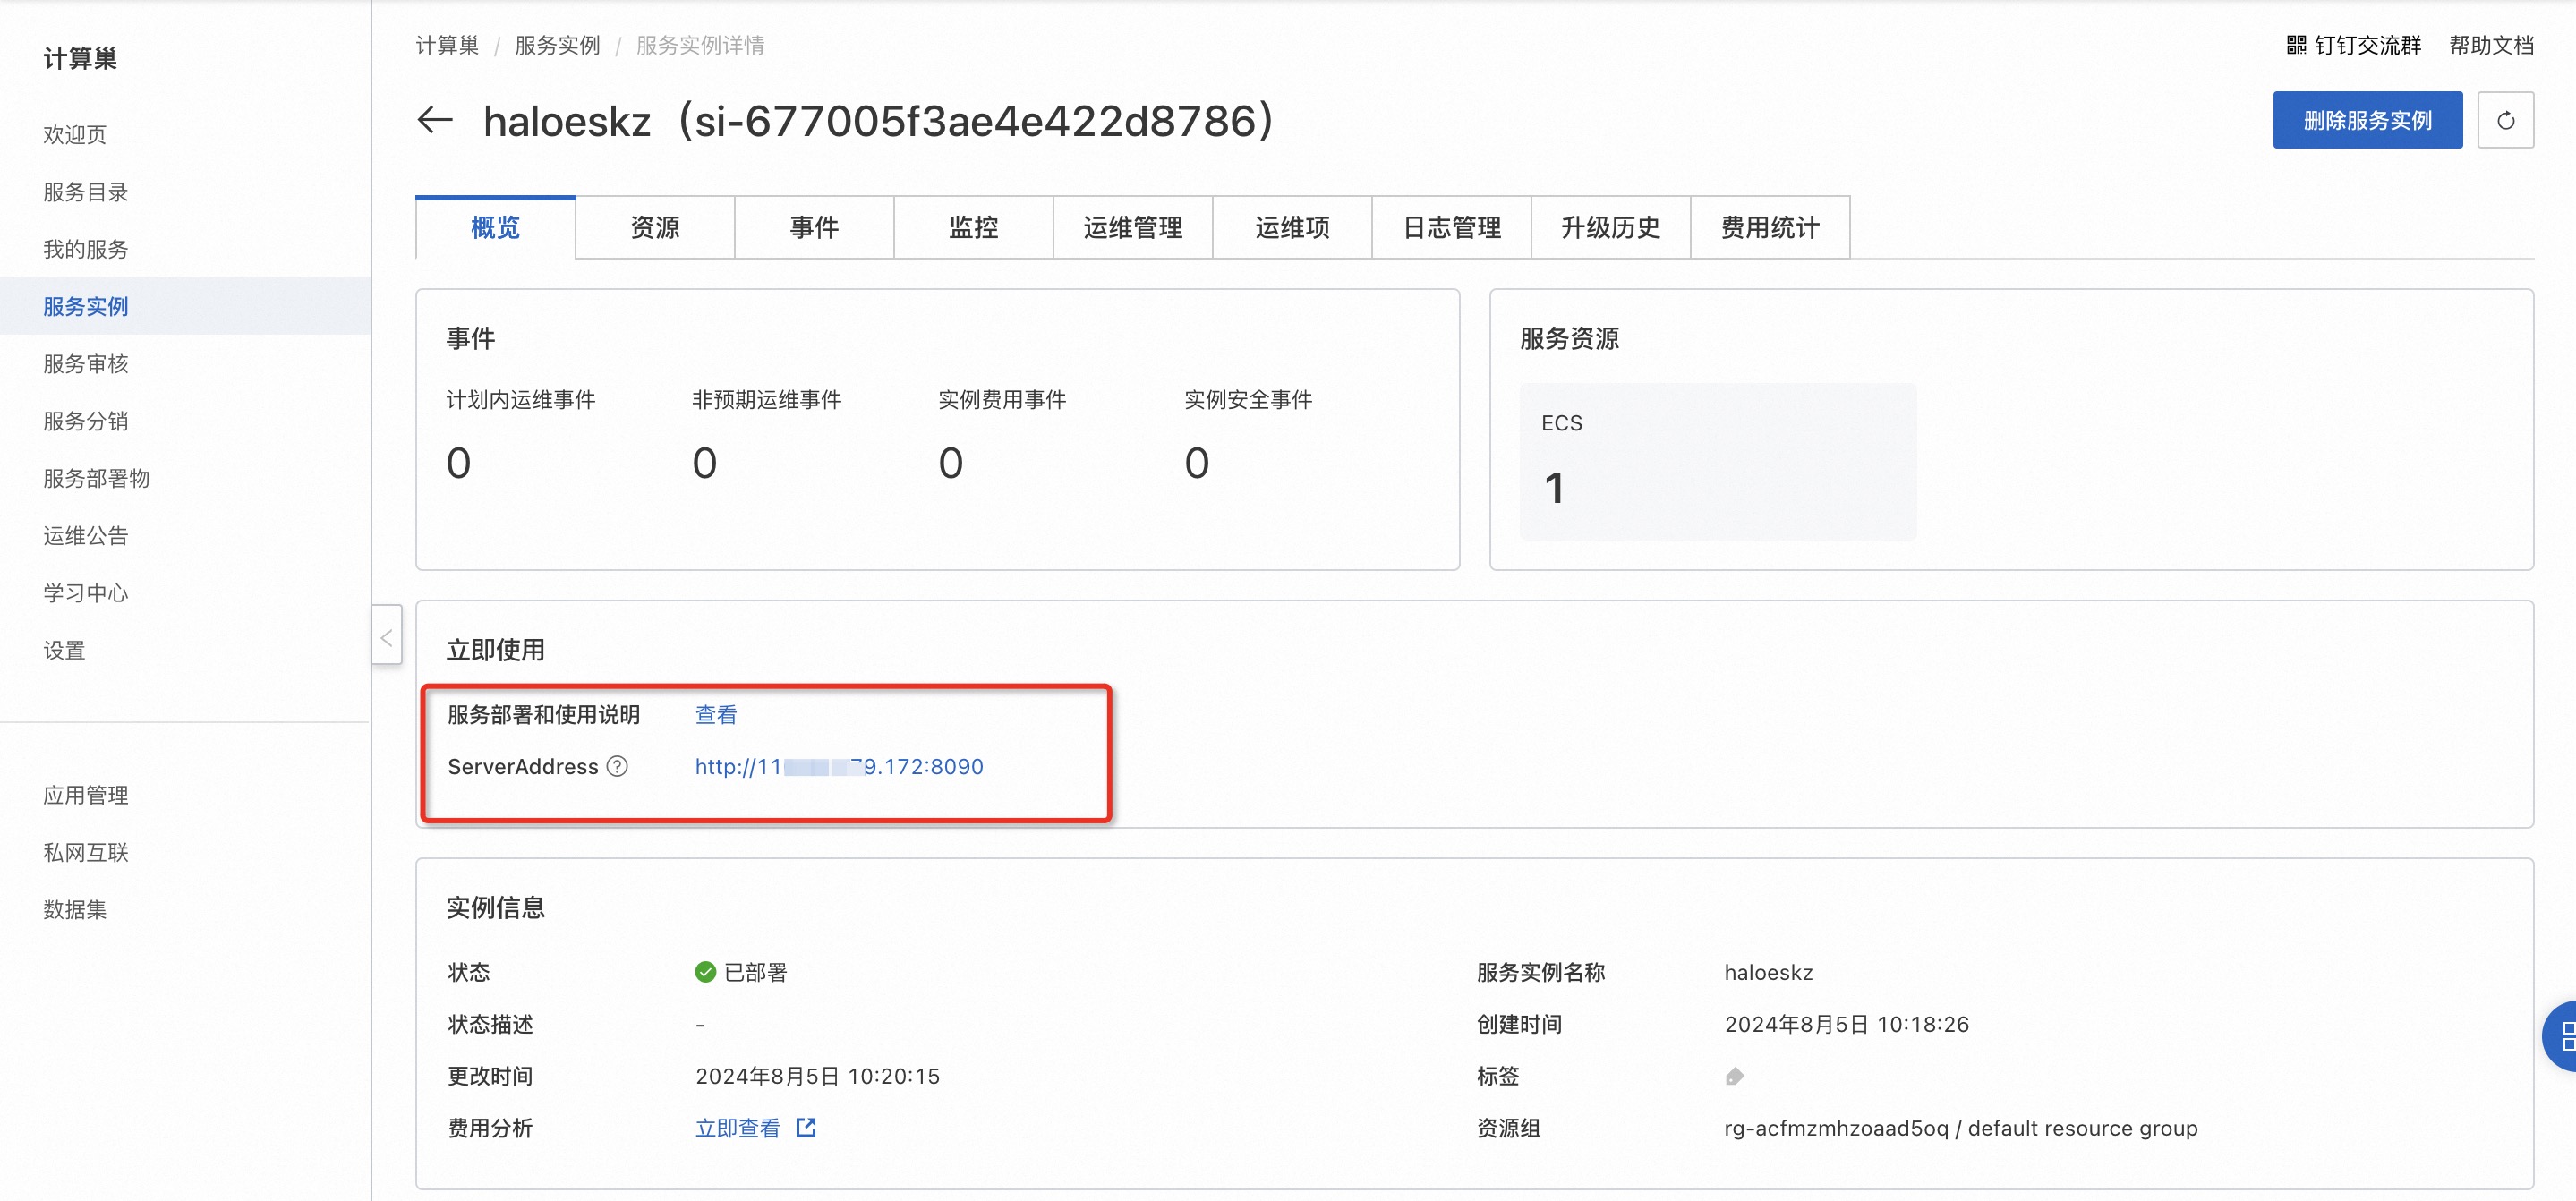 计算巢
欢迎页
服务目录
我的服务
服务实例
服务审核
服务分销
服务部署物
运维公告
学习中心
设置
应用管理
私网互联
数据集
计算巢 / 服务实例 / 服务实例详情
钉钉交流群 帮助文档
haloeskz（si-677005f3ae4e422d8786）
删除服务实例
概览 资源 事件 监控 运维管理 运维项 日志管理 升级历史 费用统计
事件
计划内运维事件 非预期运维事件 实例费用事件 实例安全事件
0 0 0 0
服务资源
ECS
1
立即使用
服务部署和使用说明 查看
ServerAddress http://11 9.172:8090
实例信息
状态 已部署
服务实例名称 haloeskz
状态描述 -
创建时间 2024年8月5日 10:18:26
更改时间 2024年8月5日 10:20:15
标签
费用分析 立即查看
资源组 rg-acfmzmhzoaad5oq / default resource group